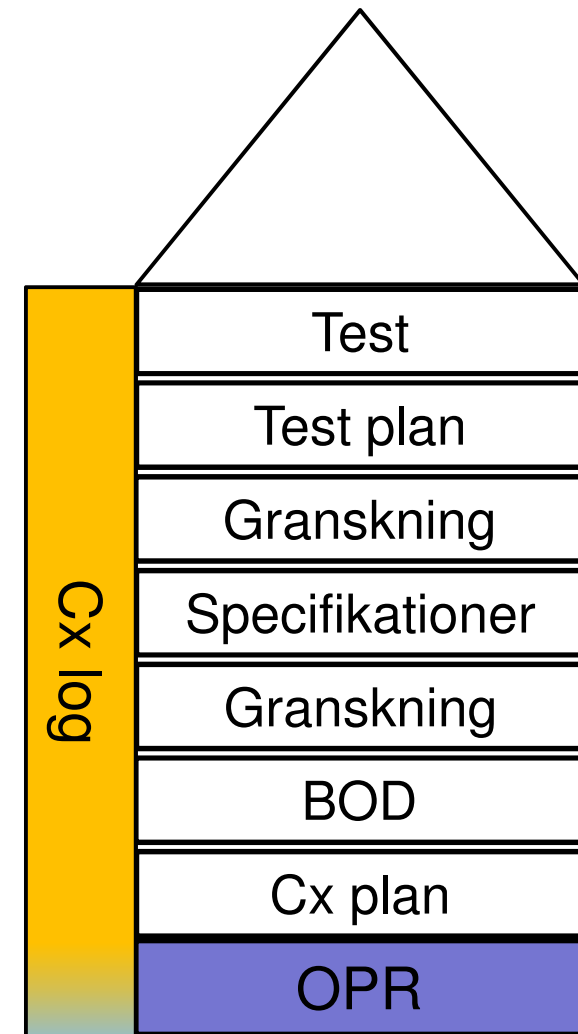 Test
Test plan
Granskning
Specifikationer
Granskning
BOD
Cx plan
OPR
Cx log